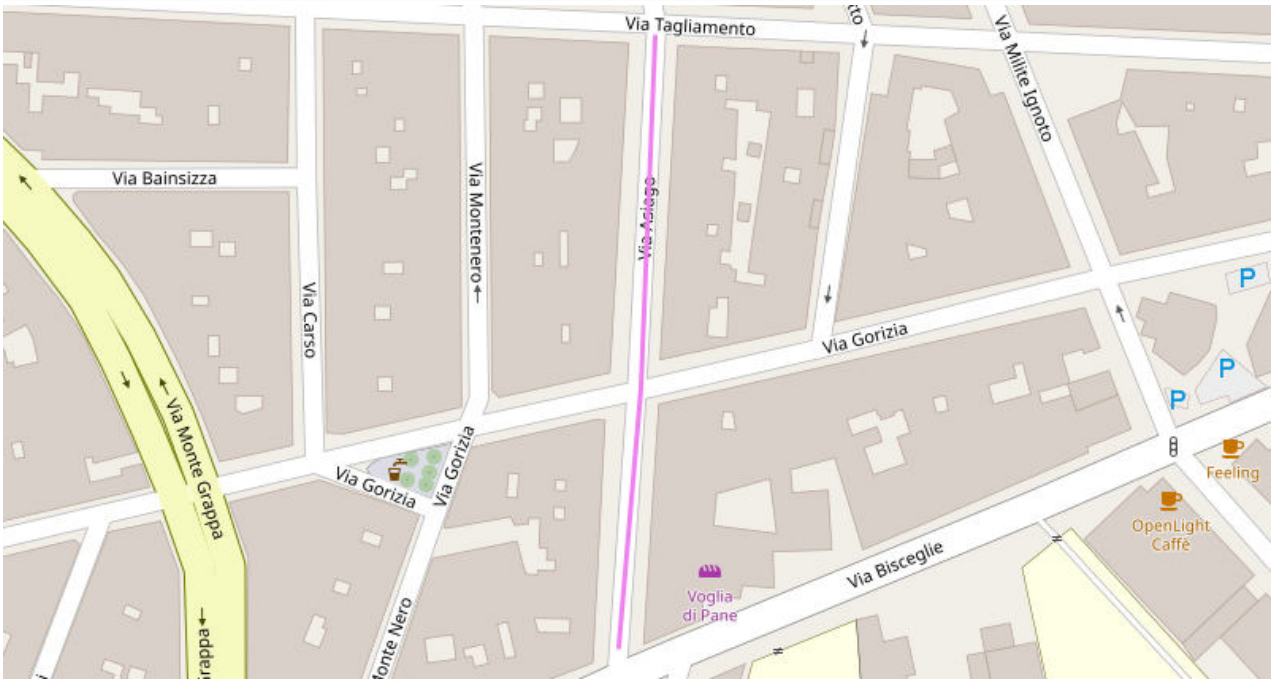 Via Tagliamento
Via Milite Ignoto
Via Bainsizza
Via Montenero
Via Asiago
Via Carso
Via Gorizia
P
P
P
Via Monte Grappa
Via Gorizia
Via Gorizia
Feeling
OpenLight
Caffè
Via Bisceglie
Voglia
di Pane
Monte Nero